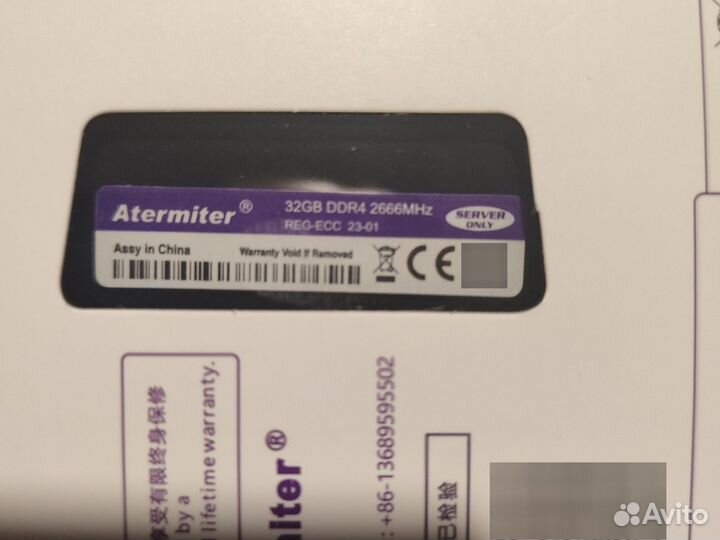 Atermiter®
32GB DDR4 2666MHz
REG-ECC 23-01
SERVER
ONLY
Assy in China
Warranty Void If Removed
CE
享受有限终身保修
by a
lifetime warranty.
miter®
: +86-13689595502
已检验
Avito